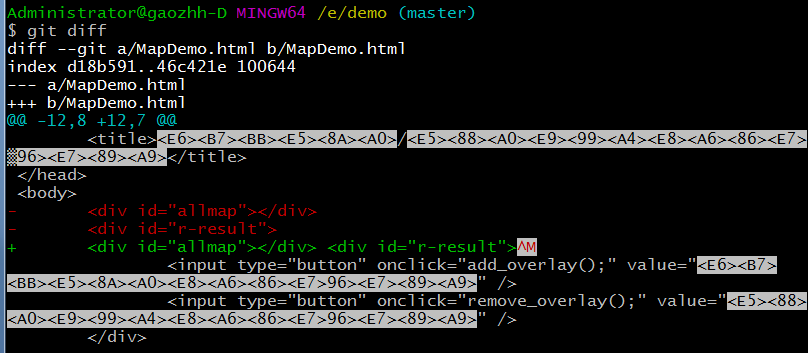 Administrator@gaozhh-D MINGW64 /e/demo (master)
$ git diff
diff --git a/MapDemo.html b/MapDemo.html
index d18b591..46c421e 100644
--- a/MapDemo.html
+++ b/MapDemo.html
@@ -12,8 +12,7 @@
        <title><E6><B7><BB><E5><8A><A0>/<E5><88><A0><E9><99><A4><E8><A6><86><E7>
▒96><E7><89><A9></title>
 </head>
 <body>
-       <div id="allmap"></div>
-       <div id="r-result">
+       <div id="allmap"></div> <div id="r-result">^M
                <input type="button" onclick="add_overlay();" value="<E6><B7>
<BB><E5><8A><A0><E8><A6><86><E7>96><E7><89><A9>" />
                <input type="button" onclick="remove_overlay();" value="<E5><88>
<A0><E9><99><A4><E8><A6><86><E7>96><E7><89><A9>" />
        </div>